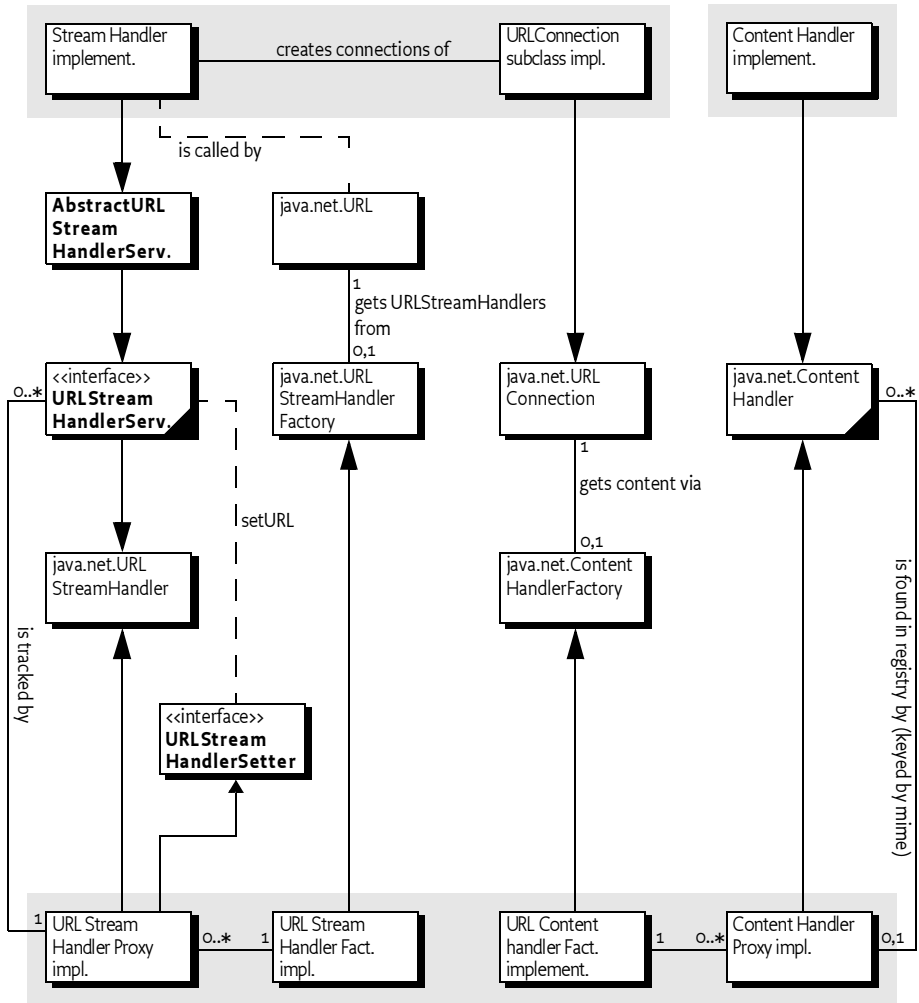 Stream Handler
implement.
creates connections of
URLConnection
subclass impl.
Content Handler
implement.
is called by
AbstractURL
Stream
HandlerServ.
java.net.URL
1
gets URLStreamHandlers
from
0,1
0..*
<<interface>>
URLStream
HandlerServ.
java.net.URL
StreamHandler
Factory
java.net.URL
Connection
java.net.Content
Handler
0..*
1
gets content via
0,1
setURL
java.net.URL
StreamHandler
java.net.Content
HandlerFactory
is tracked by
is found in registry by (keyed by mime)
<<interface>>
URLStream
HandlerSetter
1
URL Stream
Handler Proxy
impl.
0..*
1
URL Stream
Handler Fact.
impl.
URL Content
handler Fact.
implement.
1
0..*
Content Handler
Proxy impl.
0,1